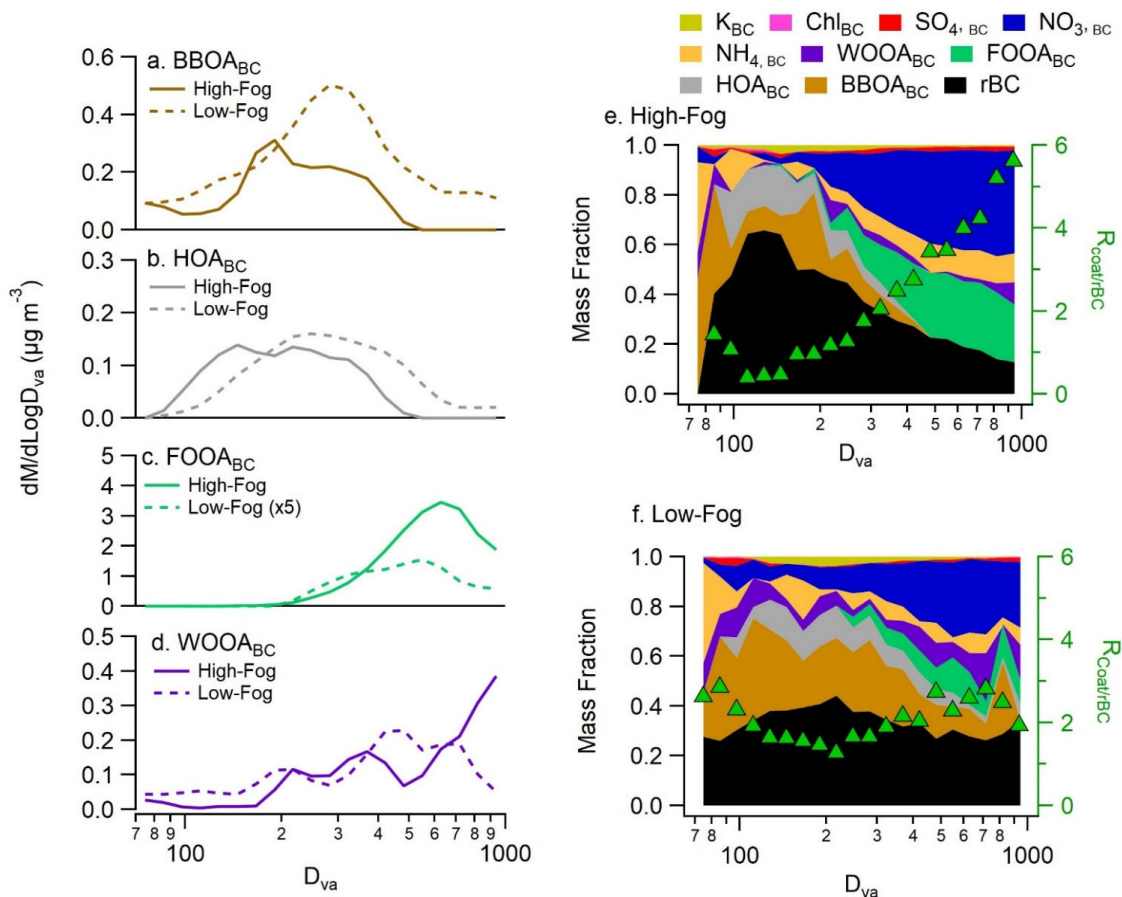 K_BC Chl_BC SO_4, BC NO_3, BC
NH_4, BC WOOA_BC FOOA_BC
HOA_BC BBOA_BC rBC
dM/dLogD_va (µg m⁻³)
a. BBOA_BC
High-Fog
Low-Fog
0.6
0.4
0.2
0.0
b. HOA_BC
High-Fog
Low-Fog
0.3
0.2
0.1
0.0
c. FOOA_BC
High-Fog
Low-Fog (x5)
5
4
3
2
1
0
d. WOOA_BC
High-Fog
Low-Fog
0.5
0.4
0.3
0.2
0.1
0.0
7 8 9 2 3 4 5 6 7 8 9
100 1000
D_va
e. High-Fog
Mass Fraction
1.0
0.8
0.6
0.4
0.2
0.0
6
4
2
0
R_coat/rBC
7 8 2 3 4 5 6 7 8
100 1000
D_va
f. Low-Fog
Mass Fraction
1.0
0.8
0.6
0.4
0.2
0.0
6
4
2
0
R_Coat/rBC
7 8 2 3 4 5 6 7 8
100 1000
D_va